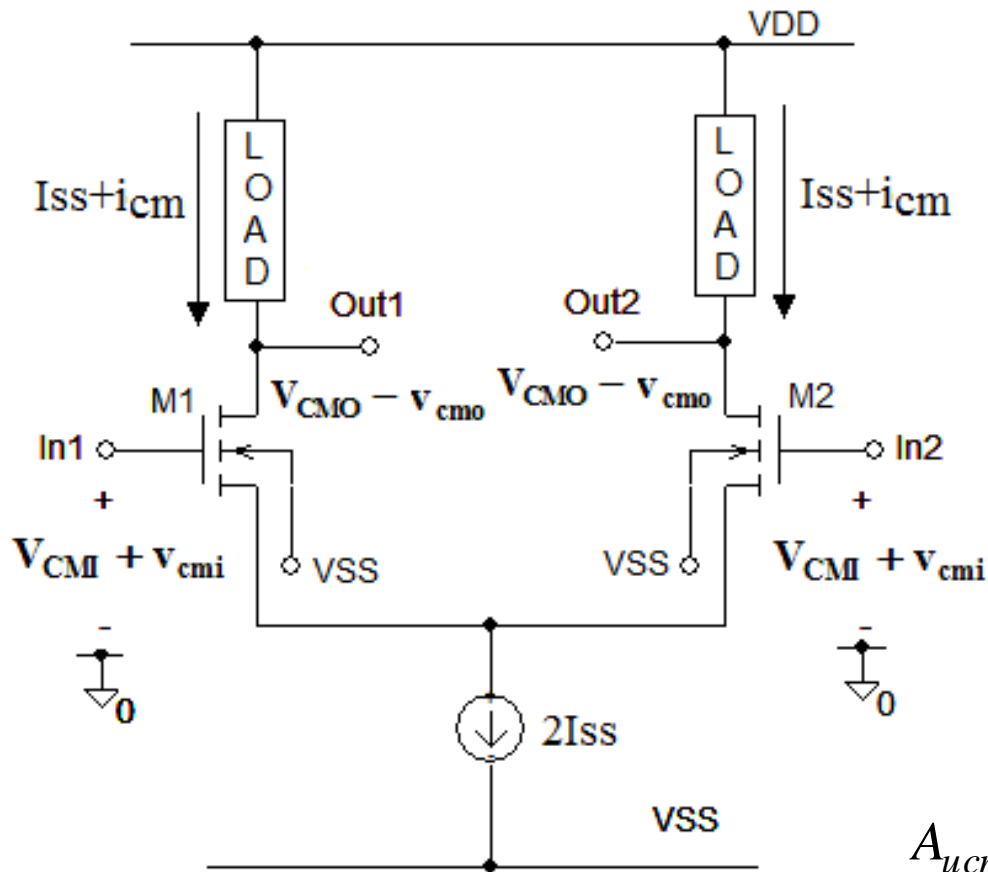 VDD
L
O
A
D
L
O
A
D
Iss+icm
Iss+icm
Out1
Out2
VCMO − vcmo
VCMO − vcmo
M1
M2
In1
In2
+
+
VCMI + vcmi
VCMI + vcmi
VSS
VSS
-
-
0
0
2Iss
VSS